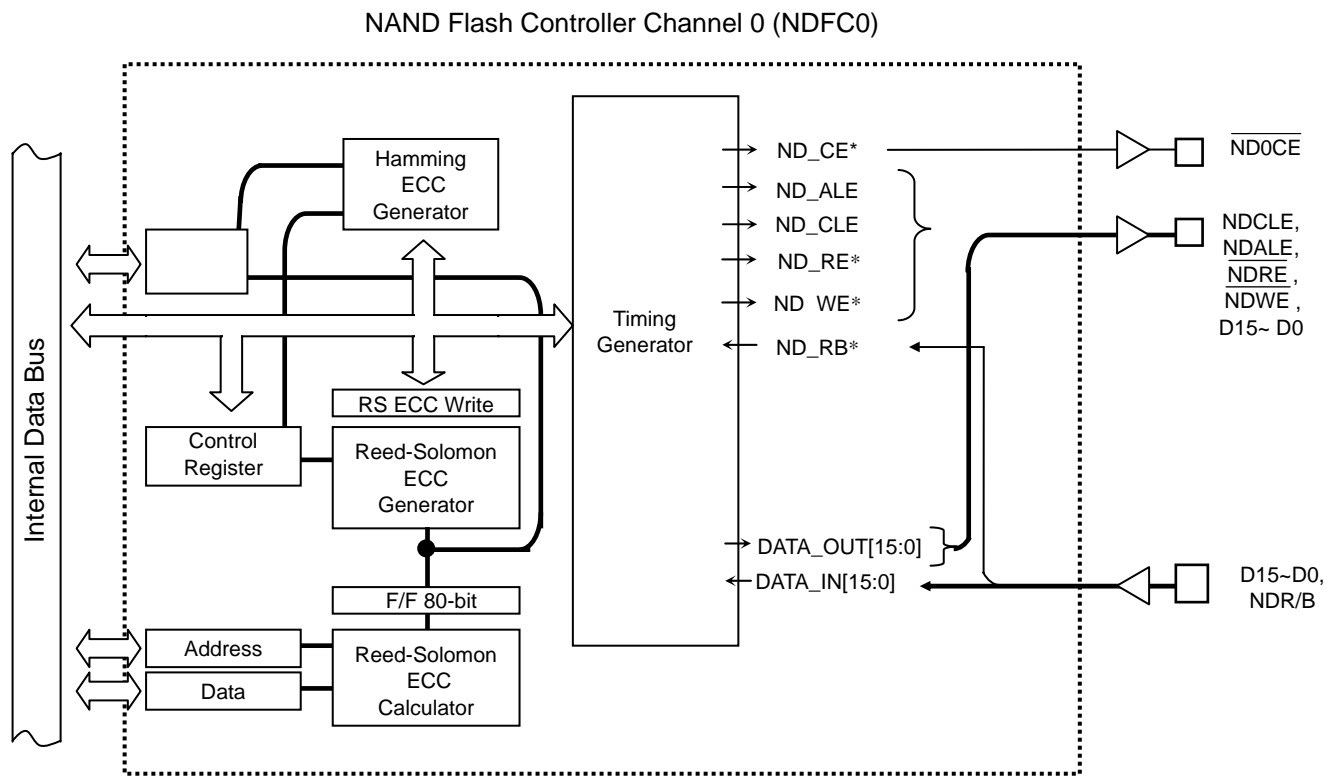 NAND Flash Controller Channel 0 (NDFC0)
Internal Data Bus
Hamming
ECC
Generator
RS ECC Write
Control
Register
Reed-Solomon
ECC
Generator
F/F 80-bit
Address
Data
Reed-Solomon
ECC
Calculator
Timing
Generator
ND_CE*
ND_ALE
ND_CLE
ND_RE*
ND WE*
ND_RB*
DATA_OUT[15:0]
DATA_IN[15:0]
ND0CE
NDCLE,
NDALE,
NDRE ,
NDWE ,
D15~ D0
D15~D0,
NDR/B